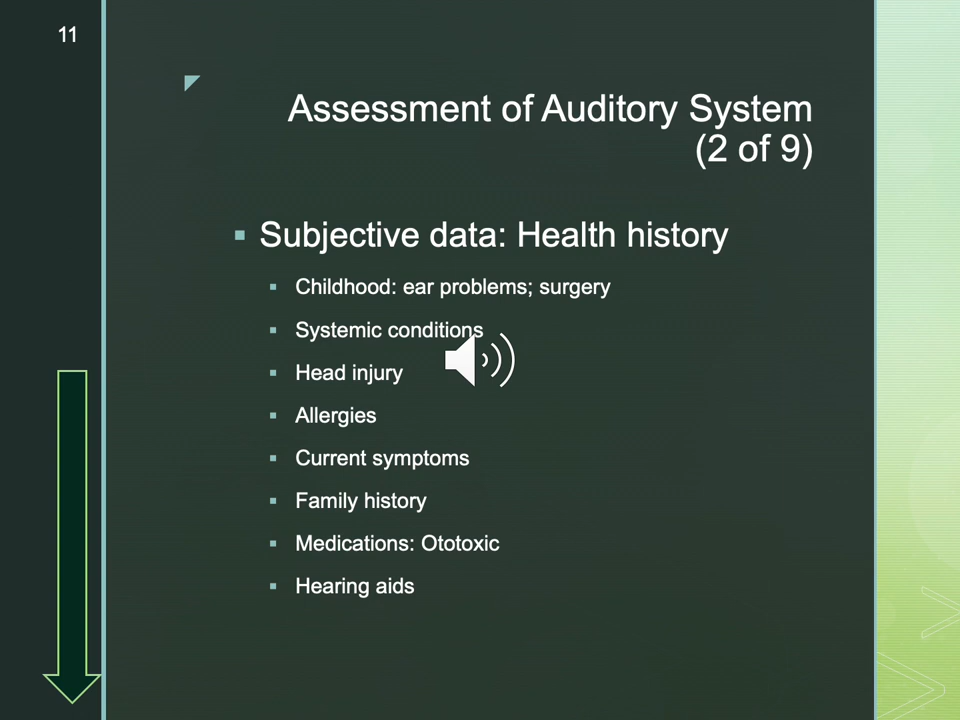 11
Assessment of Auditory System
(2 of 9)
Subjective data: Health history
Childhood: ear problems; surgery
Systemic conditions
Head injury
Allergies
Current symptoms
Family history
Medications: Ototoxic
Hearing aids